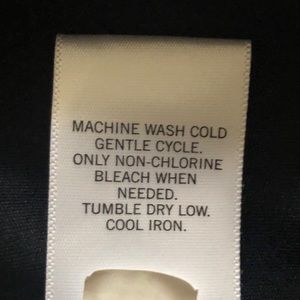 MACHINE WASH COLD
GENTLE CYCLE.
ONLY NON-CHLORINE
BLEACH WHEN
NEEDED.
TUMBLE DRY LOW.
COOL IRON.